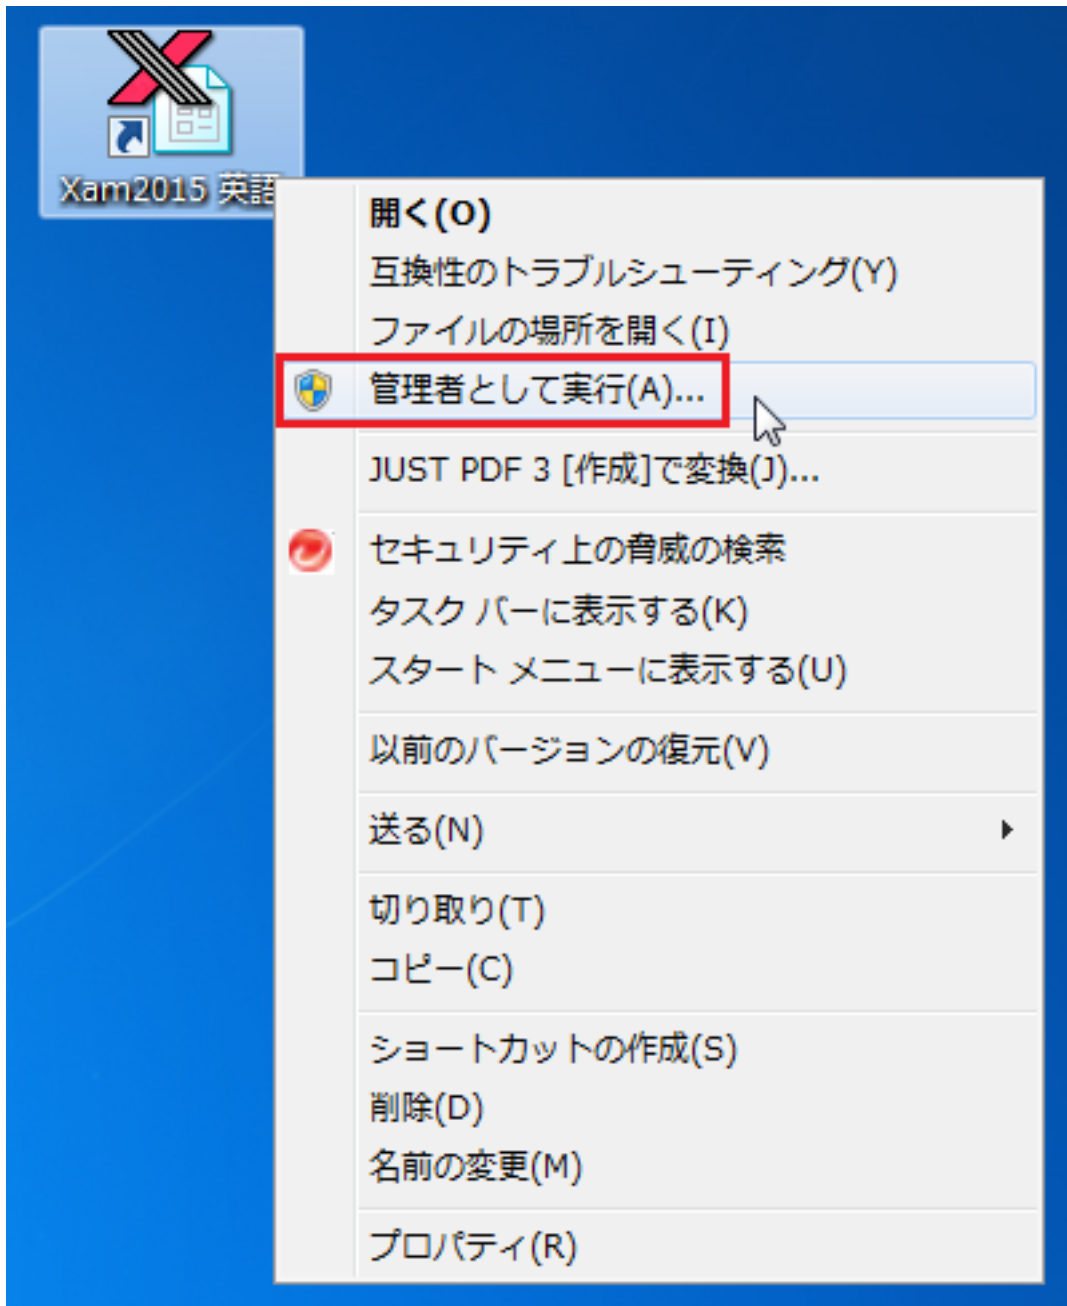 Xam2015 英語
開く(O)
互換性のトラブルシューティング(Y)
ファイルの場所を開く(I)
管理者として実行(A)...
JUST PDF 3 [作成]で変換(J)...
セキュリティ上の脅威の検索
タスク バーに表示する(K)
スタート メニューに表示する(U)
以前のバージョンの復元(V)
送る(N)
切り取り(T)
コピー(C)
ショートカットの作成(S)
削除(D)
名前の変更(M)
プロパティ(R)